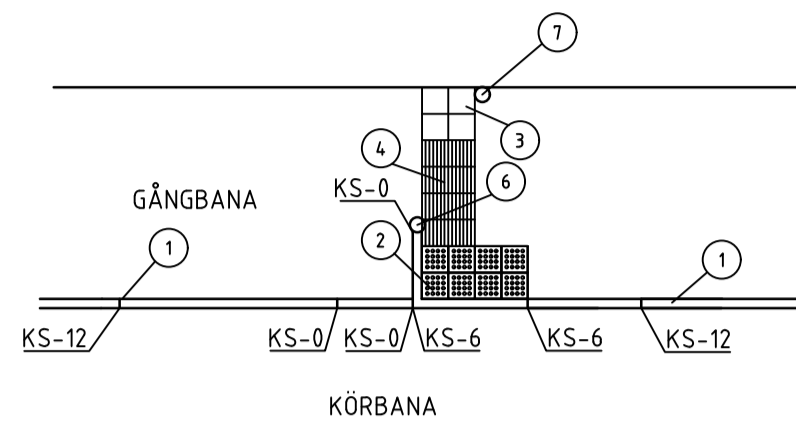 7
3
4
KS-0
6
GÅNGBANA
2
1
1
KS-12
KS-0
KS-0
KS-6
KS-6
KS-12
KÖRBANA